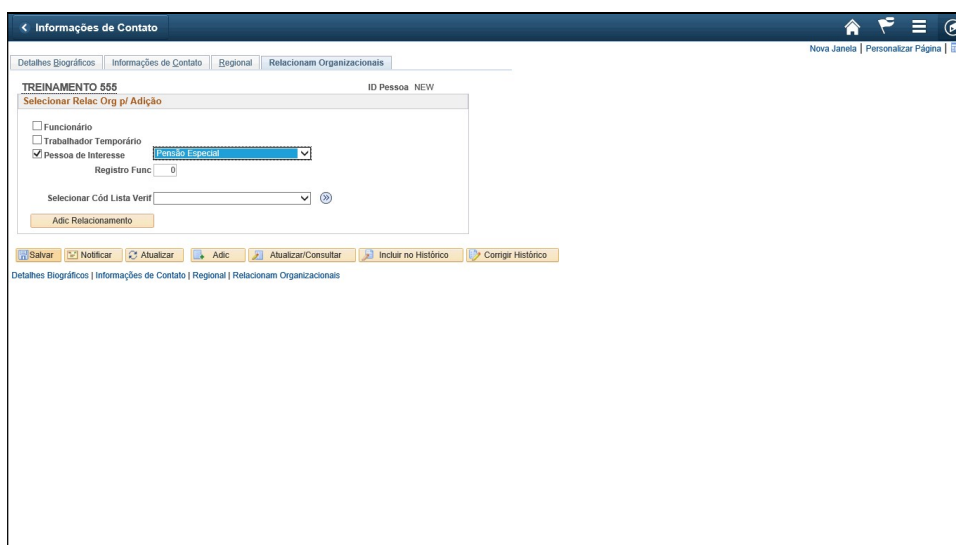 Informações de Contato
Nova Janela | Personalizar Página |
Detalhes Biográficos Informações de Contato Regional Relacionam Organizacionais
TREINAMENTO 555 ID Pessoa NEW
Selecionar Relac Org p/ Adição
Funcionário
Trabalhador Temporário
Pessoa de Interesse Pensão Especial
Registro Func 0
Selecionar Cód Lista Verif
Adic Relacionamento
Salvar Notificar Atualizar Adic Atualizar/Consultar Incluir no Histórico Corrigir Histórico
Detalhes Biográficos | Informações de Contato | Regional | Relacionam Organizacionais